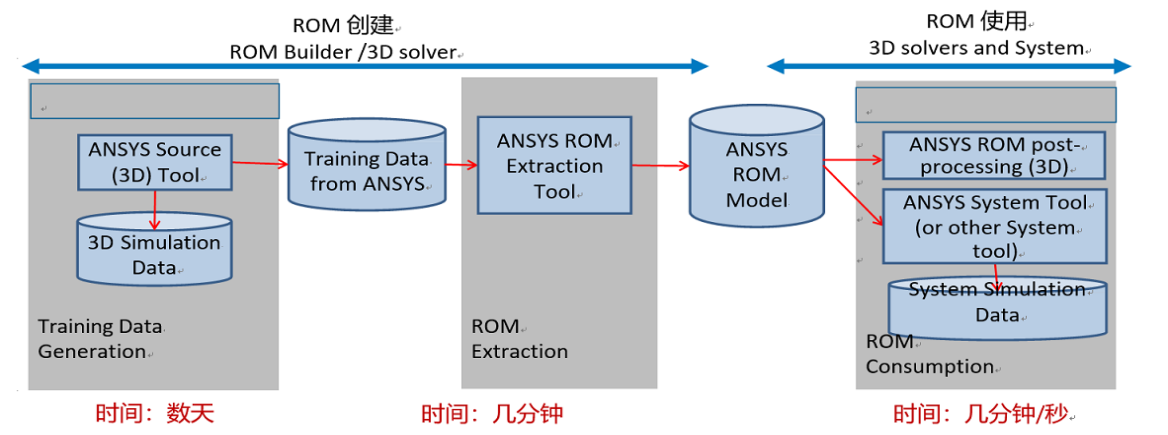 ROM 创建
ROM Builder /3D solver
ROM 使用
3D solvers and System
ANSYS Source
(3D) Tool
3D Simulation
Data
Training Data
Generation
Training Data
from ANSYS
ANSYS ROM
Extraction
Tool
ROM
Extraction
ANSYS
ROM
Model
ANSYS ROM post-
processing (3D)
ANSYS System Tool
(or other System
tool)
System Simulation
Data
ROM
Consumption
时间：数天
时间：几分钟
时间：几分钟/秒